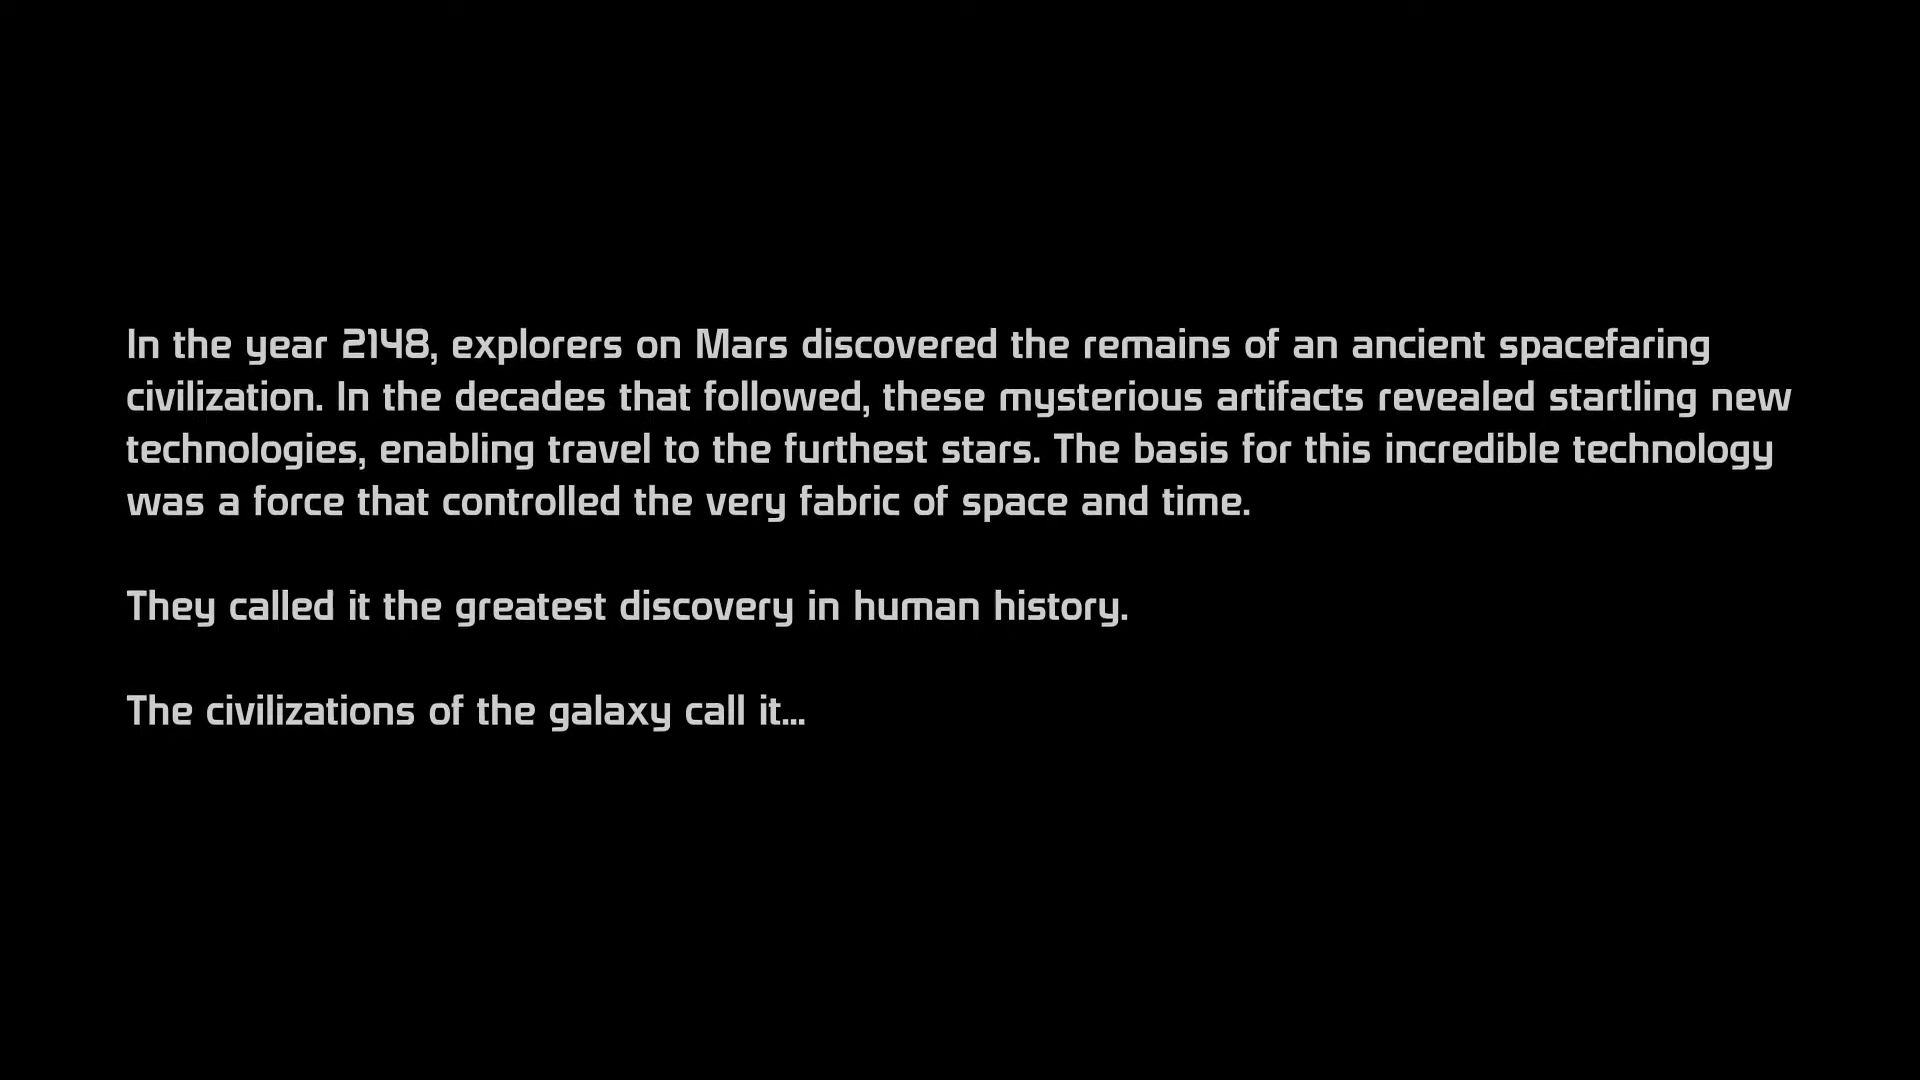 In the year 2148, explorers on Mars discovered the remains of an ancient spacefaring
civilization. In the decades that followed, these mysterious artifacts revealed startling new
technologies, enabling travel to the furthest stars. The basis for this incredible technology
was a force that controlled the very fabric of space and time.
They called it the greatest discovery in human history.
The civilizations of the galaxy call it...